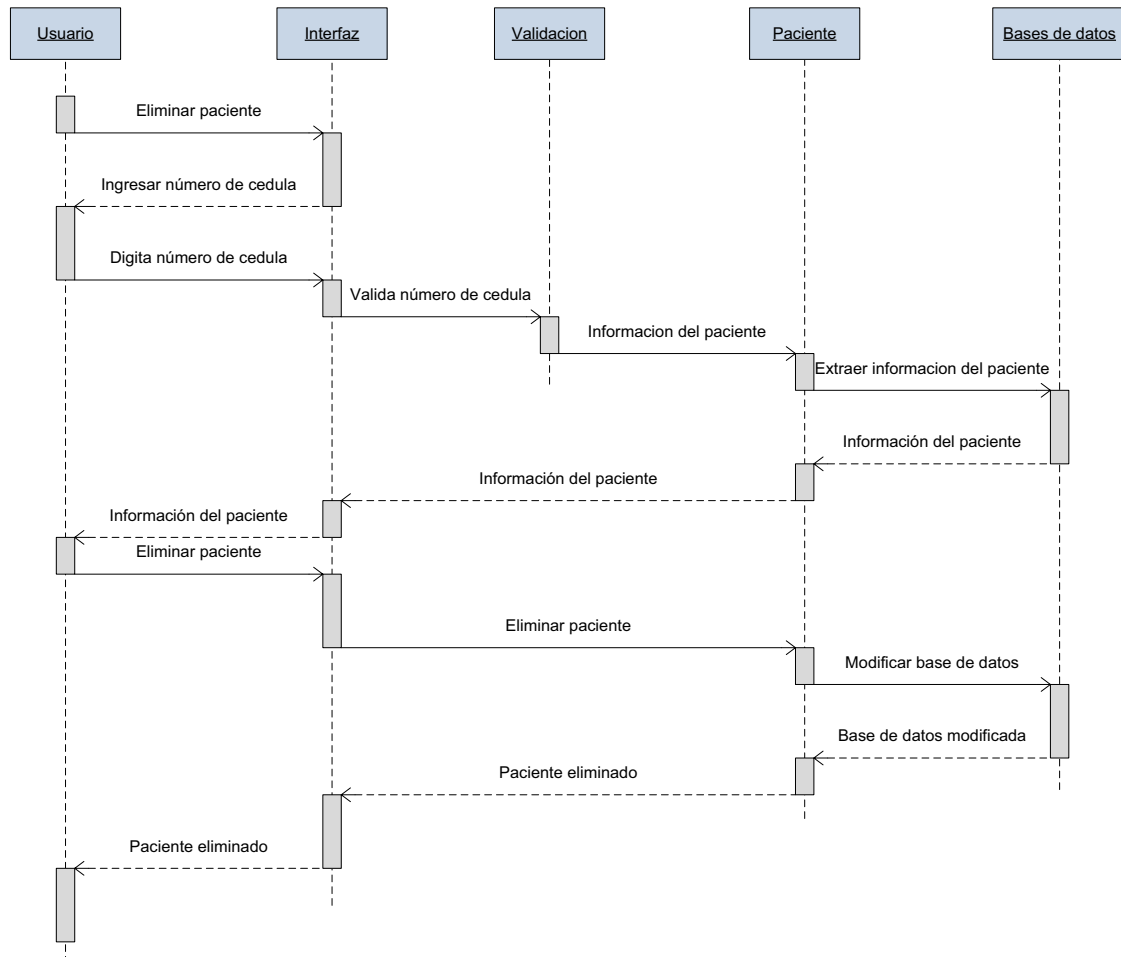 Usuario
Interfaz
Validacion
Paciente
Bases de datos
Eliminar paciente
Ingresar número de cedula
Digita número de cedula
Valida número de cedula
Informacion del paciente
Extraer informacion del paciente
Información del paciente
Información del paciente
Información del paciente
Eliminar paciente
Eliminar paciente
Modificar base de datos
Base de datos modificada
Paciente eliminado
Paciente eliminado